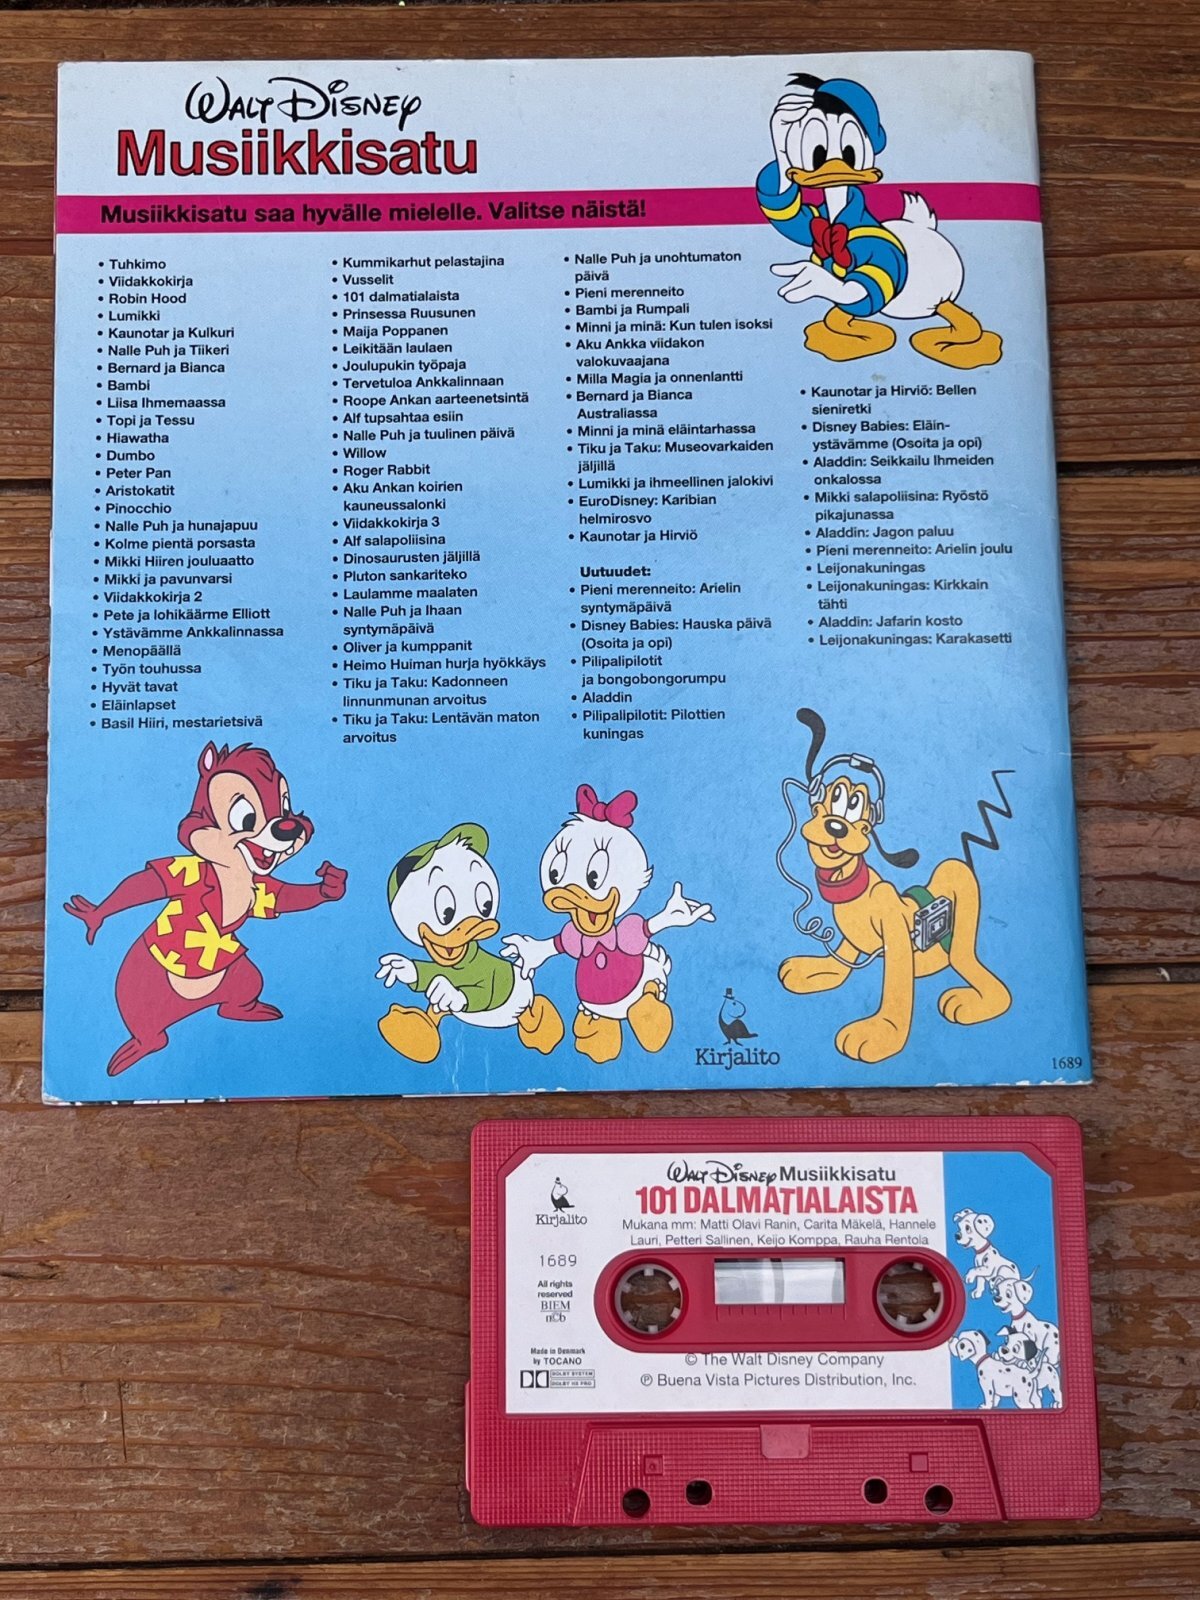 WALT DISNEY
Musiikkisatu
Musiikkisatu saa hyvälle mielelle. Valitse näistä!
• Tuhkimo
• Viidakkokirja
• Robin Hood
• Lumikki
• Kaunotar ja Kulkuri
• Nalle Puh ja Tiikeri
• Bernard ja Bianca
• Bambi
• Liisa Ihmemaassa
• Topi ja Tessu
• Hiawatha
• Dumbo
• Peter Pan
• Aristokatit
• Pinocchio
• Nalle Puh ja hunajapuu
• Kolme pientä porsasta
• Mikki Hiiren jouluaatto
• Mikki ja pavunvarsi
• Viidakkokirja 2
• Pete ja lohikäärme Elliott
• Ystävämme Ankkalinnassa
• Menopäällä
• Työn touhussa
• Hyvät tavat
• Eläinlapset
• Basil Hiiri, mestarietsivä
• Kummikarhut pelastajina
• Vusselit
• 101 dalmatialaista
• Prinsessa Ruusunen
• Maija Poppanen
• Leikitään laulaen
• Joulupukin työpaja
• Tervetuloa Ankkalinnaan
• Roope Ankan aarteenetsintä
• Alf tupsahtaa esiin
• Nalle Puh ja tuulinen päivä
• Willow
• Roger Rabbit
• Aku Ankan koirien
kauneussalonki
• Viidakkokirja 3
• Alf salapoliisina
• Dinosaurusten jäljillä
• Pluton sankariteko
• Laulamme maalaten
• Nalle Puh ja Ihaan
syntymäpäivä
• Oliver ja kumppanit
• Heimo Huiman hurja hyökkäys
• Tiku ja Taku: Kadonneen
linnunmunan arvoitus
• Tiku ja Taku: Lentävän maton
arvoitus
• Nalle Puh ja unohtumaton
päivä
• Pieni merenneito
• Bambi ja Rumpali
• Minni ja minä: Kun tulen isoksi
• Aku Ankka viidakon
valokuvaajana
• Milla Magia ja onnenlantti
• Bernard ja Bianca
Australiassa
• Minni ja minä eläintarhassa
• Tiku ja Taku: Museovarkaiden
jäljillä
• Lumikki ja ihmeellinen jalokivi
• EuroDisney: Karibian
helmirosvo
• Kaunotar ja Hirviö
Uutuudet:
• Pieni merenneito: Arielin
syntymäpäivä
• Disney Babies: Hauska päivä
(Osoita ja opi)
• Pilipalipilotit
ja bongobongorumpu
• Aladdin
• Pilipalipilotit: Pilottien
kuningas
• Kaunotar ja Hirviö: Bellen
sieniretki
• Disney Babies: Eläin-
ystävämme (Osoita ja opi)
• Aladdin: Seikkailu Ihmeiden
onkalossa
• Mikki salapoliisina: Ryöstö
pikajunassa
• Aladdin: Jagon paluu
• Pieni merenneito: Arielin joulu
• Leijonakuningas
• Leijonakuningas: Kirkkain
tähti
• Aladdin: Jafarin kosto
• Leijonakuningas: Karakasetti
Kirjalito
1689
WALT DISNEY Musiikkisatu
101 DALMATIALAISTA
Mukana mm: Matti Olavi Ranin, Carita Mäkelä, Hannele
Lauri, Petteri Sallinen, Keijo Komppa, Rauha Rentola
Kirjalito
1689
All rights
reserved
BIEM
n©b
Made in Denmark
by TOCANO
DOLBY SYSTEM
DOLBY HX PRO
© The Walt Disney Company
℗ Buena Vista Pictures Distribution, Inc.